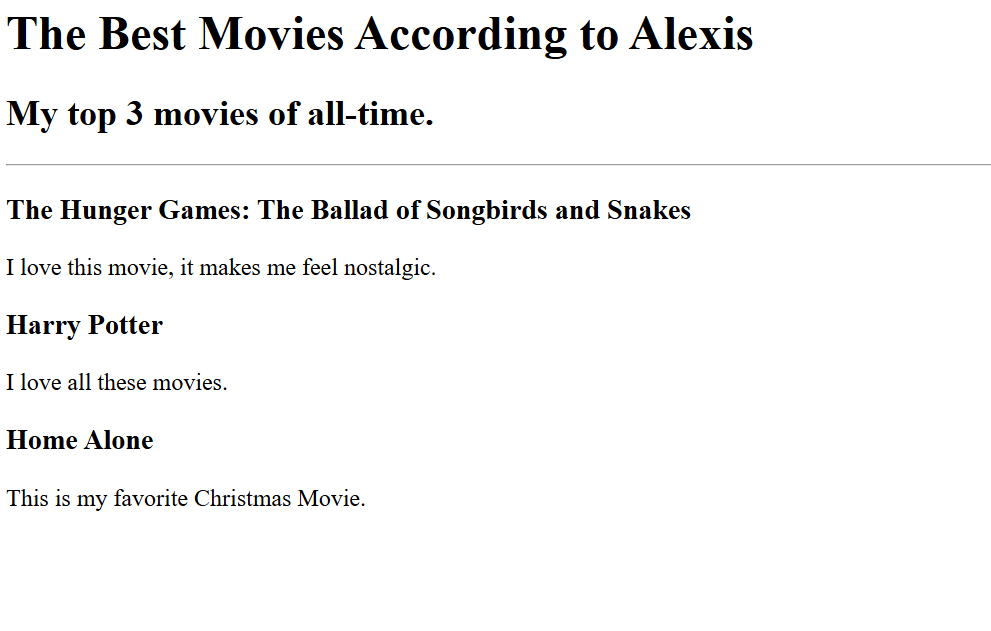 The Best Movies According to Alexis
My top 3 movies of all-time.
The Hunger Games: The Ballad of Songbirds and Snakes
I love this movie, it makes me feel nostalgic.
Harry Potter
I love all these movies.
Home Alone
This is my favorite Christmas Movie.